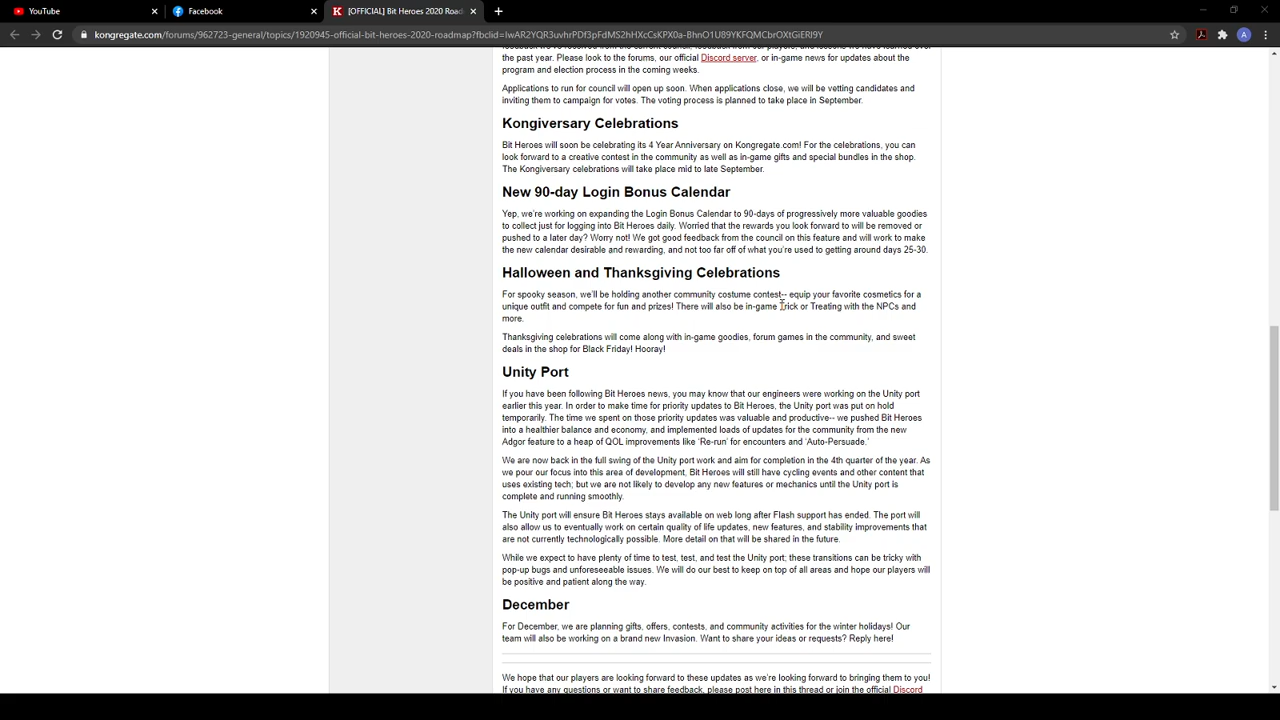 YouTube
Facebook
[OFFICIAL] Bit Heroes 2020 Road
kongregate.com/forums/962723-general/topics/1920945-official-bit-heroes-2020-roadmap?fbclid=IwAR2YQR3uvhrPDf3pFdMS2hHXcCsKPX0a-BhnO1U89YKFQMCbrOXtGiERl9Y
A
the past year. Please look to the forums, our official Discord server, or in-game news for updates about the
program and election process in the coming weeks.
Applications to run for council will open up soon. When applications close, we will be vetting candidates and
inviting them to campaign for votes. The voting process is planned to take place in September.
Kongiversary Celebrations
Bit Heroes will soon be celebrating its 4 Year Anniversary on Kongregate.com! For the celebrations, you can
look forward to a creative contest in the community as well as in-game gifts and special bundles in the shop.
The Kongiversary celebrations will take place mid to late September.
New 90-day Login Bonus Calendar
Yep, we're working on expanding the Login Bonus Calendar to 90-days of progressively more valuable goodies
to collect just for logging into Bit Heroes daily. Worried that the rewards you look forward to will be removed or
pushed to a later day? Worry not! We got good feedback from the council on this feature and will work to make
the new calendar desirable and rewarding, and not too far off of what you're used to getting around days 25-30.
Halloween and Thanksgiving Celebrations
For spooky season, we'll be holding another community costume contest-- equip your favorite cosmetics for a
unique outfit and compete for fun and prizes! There will also be in-game Trick or Treating with the NPCs and
more.
Thanksgiving celebrations will come along with in-game goodies, forum games in the community, and sweet
deals in the shop for Black Friday! Hooray!
Unity Port
If you have been following Bit Heroes news, you may know that our engineers were working on the Unity port
earlier this year. In order to make time for priority updates to Bit Heroes, the Unity port was put on hold
temporarily. The time we spent on those priority updates was valuable and productive-- we pushed Bit Heroes
into a healthier balance and economy, and implemented loads of updates for the community from the new
Adgor feature to a heap of QOL improvements like 'Re-run' for encounters and 'Auto-Persuade.'
We are now back in the full swing of the Unity port work and aim for completion in the 4th quarter of the year. As
we pour our focus into this area of development, Bit Heroes will still have cycling events and other content that
uses existing tech; but we are not likely to develop any new features or mechanics until the Unity port is
complete and running smoothly.
The Unity port will ensure Bit Heroes stays available on web long after Flash support has ended. The port will
also allow us to eventually work on certain quality of life updates, new features, and stability improvements that
are not currently technologically possible. More detail on that will be shared in the future.
While we expect to have plenty of time to test, test, and test the Unity port; these transitions can be tricky with
pop-up bugs and unforeseeable issues. We will do our best to keep on top of all areas and hope our players will
be positive and patient along the way.
December
For December, we are planning gifts, offers, contests, and community activities for the winter holidays! Our
team will also be working on a brand new Invasion. Want to share your ideas or requests? Reply here!
We hope that our players are looking forward to these updates as we're looking forward to bringing them to you!
If you have any questions or want to share feedback, please post here in this thread or join the official Discord